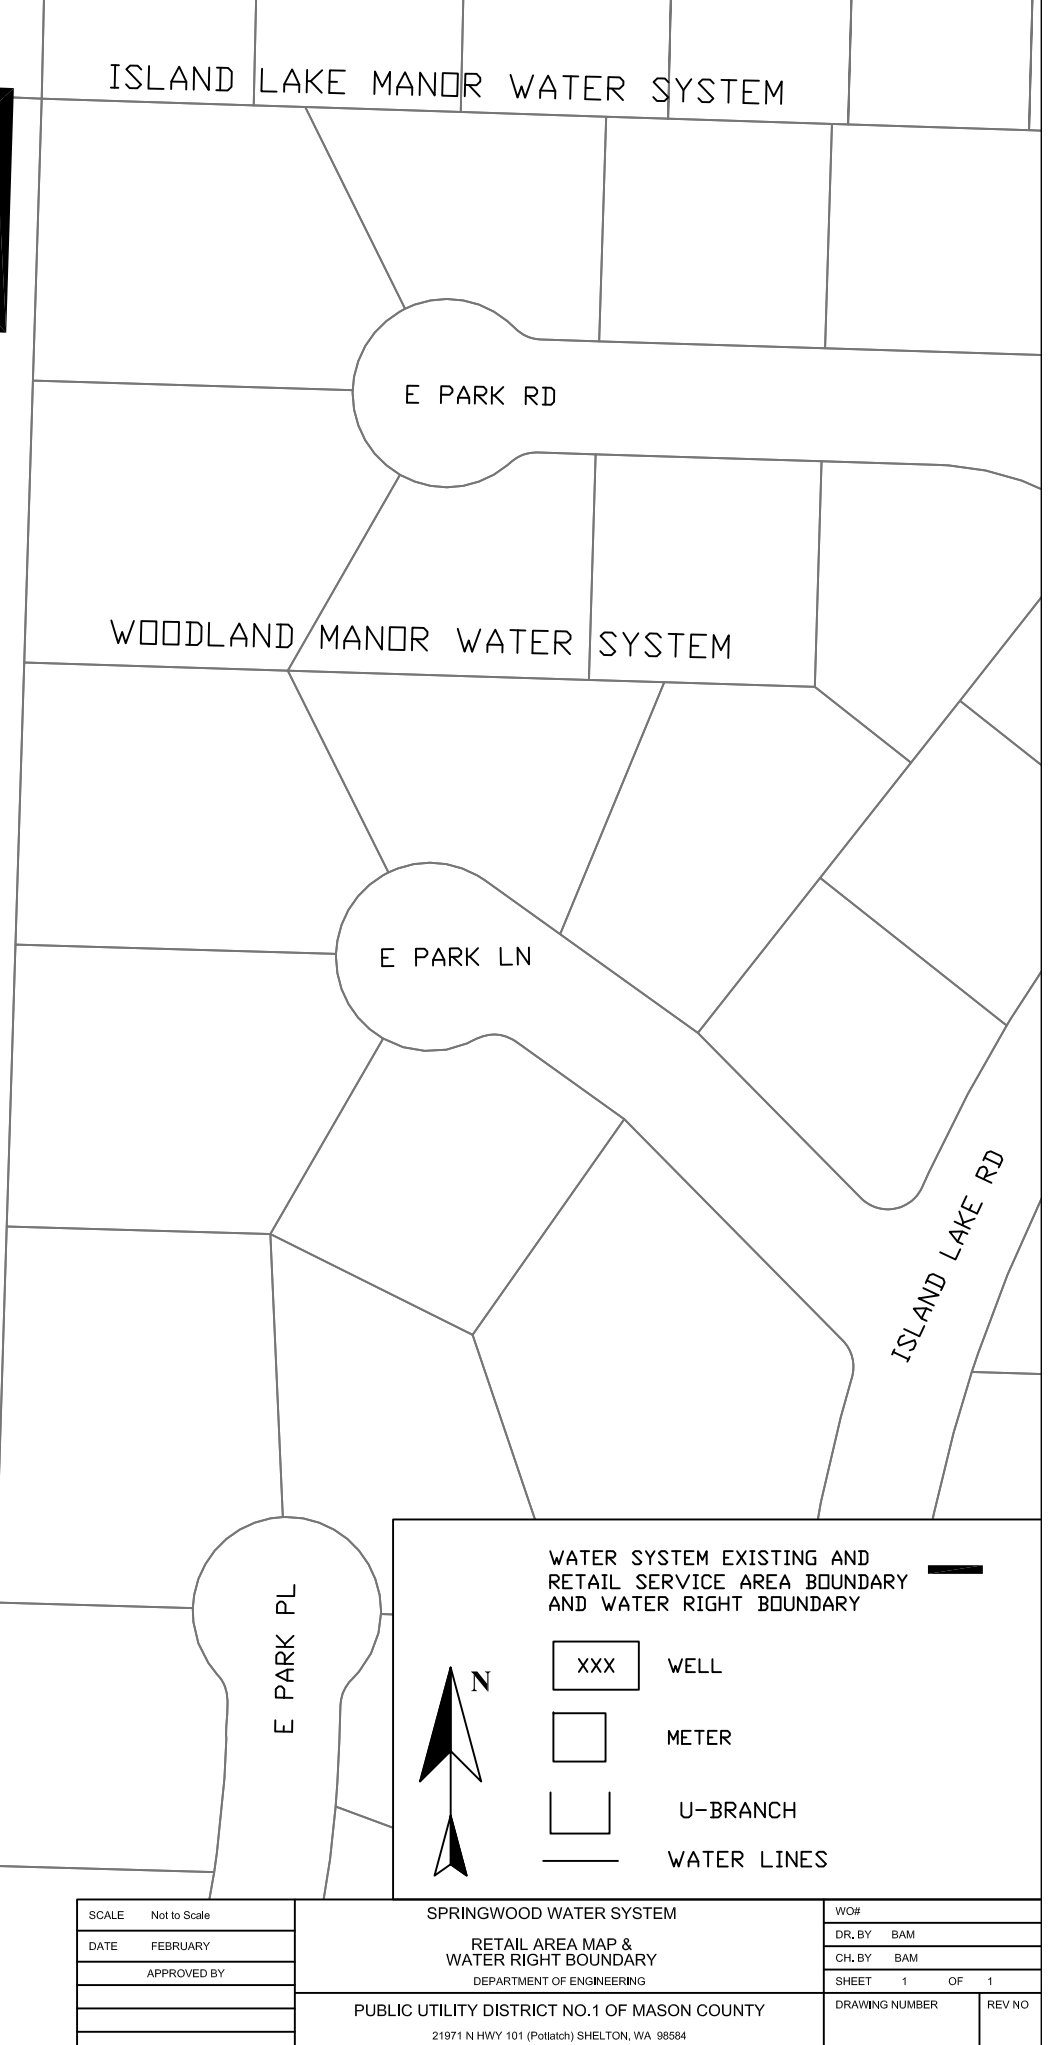 ISLAND LAKE MANOR WATER SYSTEM
E PARK RD
WOODLAND MANOR WATER SYSTEM
E PARK LN
ISLAND LAKE RD
E PARK PL
WATER SYSTEM EXISTING AND
RETAIL SERVICE AREA BOUNDARY
AND WATER RIGHT BOUNDARY
N
XXX WELL
METER
U-BRANCH
WATER LINES
SCALE Not to Scale
DATE FEBRUARY
APPROVED BY
SPRINGWOOD WATER SYSTEM
RETAIL AREA MAP &
WATER RIGHT BOUNDARY
DEPARTMENT OF ENGINEERING
PUBLIC UTILITY DISTRICT NO.1 OF MASON COUNTY
21971 N HWY 101 (Potlatch) SHELTON, WA 98584
WO#
DR. BY BAM
CH. BY BAM
SHEET 1 OF 1
DRAWING NUMBER REV NO